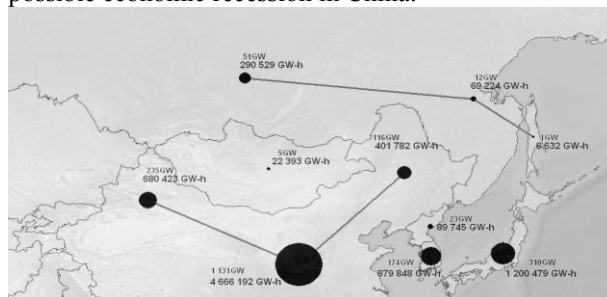 possible economic recession in China.
51GW
290 529 GW-h
12GW
69 224 GW-h
1GW
8 632 GW-h
116GW
401 782 GW-h
5GW
22 393 GW-h
235GW
680 423 GW-h
23GW
89 745 GW-h
1 131GW
4 666 192 GW-h
174GW
879 848 GW-h
310GW
1 200 479 GW-h